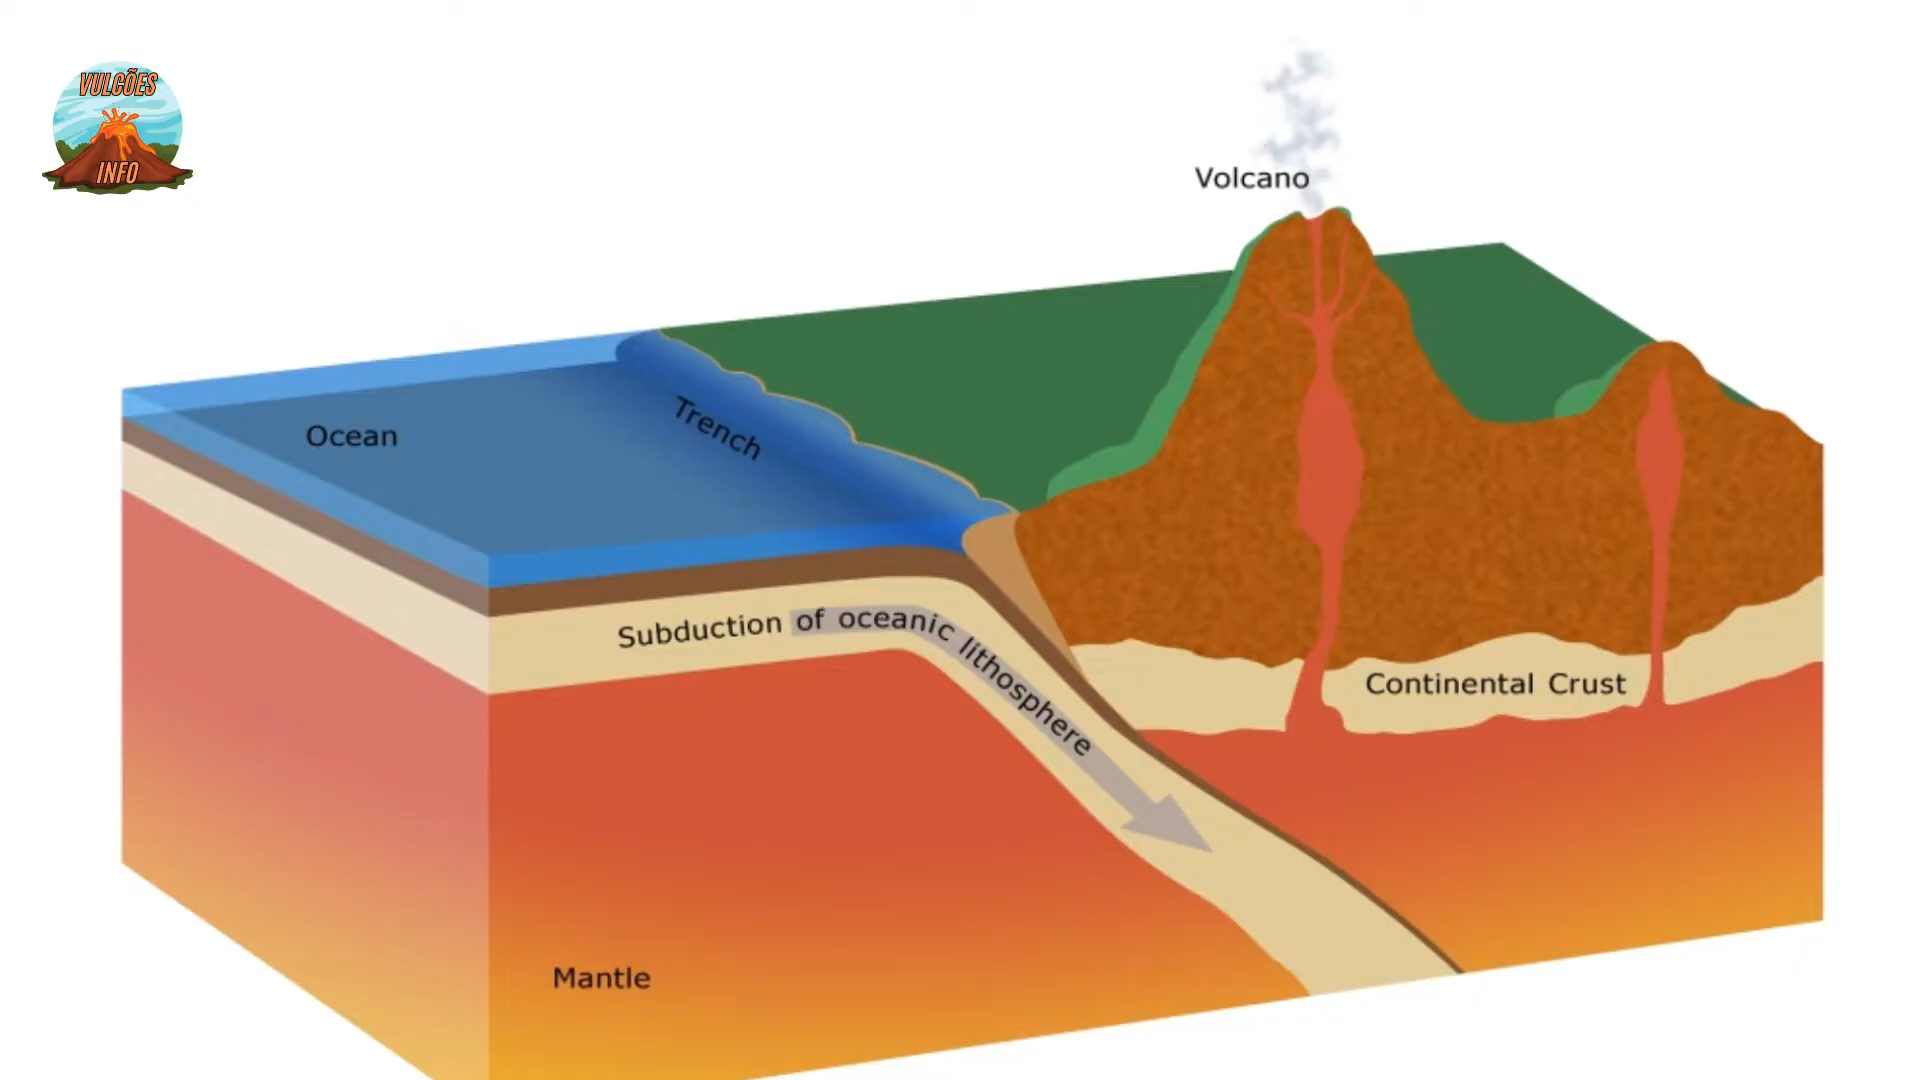 VULCÕES
INFO
Volcano
Ocean
Trench
Subduction of oceanic lithosphere
Continental Crust
Mantle